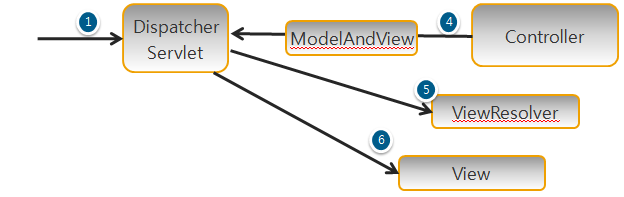 1
Dispatcher
Servlet
ModelAndView
4
Controller
5
ViewResolver
6
View